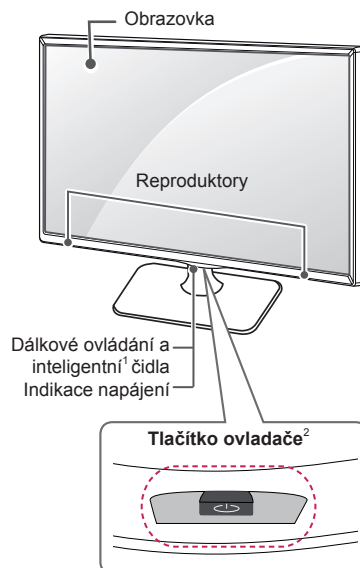 Obrazovka
Reproduktory
Dálkové ovládání a
inteligentní¹ čidla
Indikace napájení
Tlačítko ovladače²